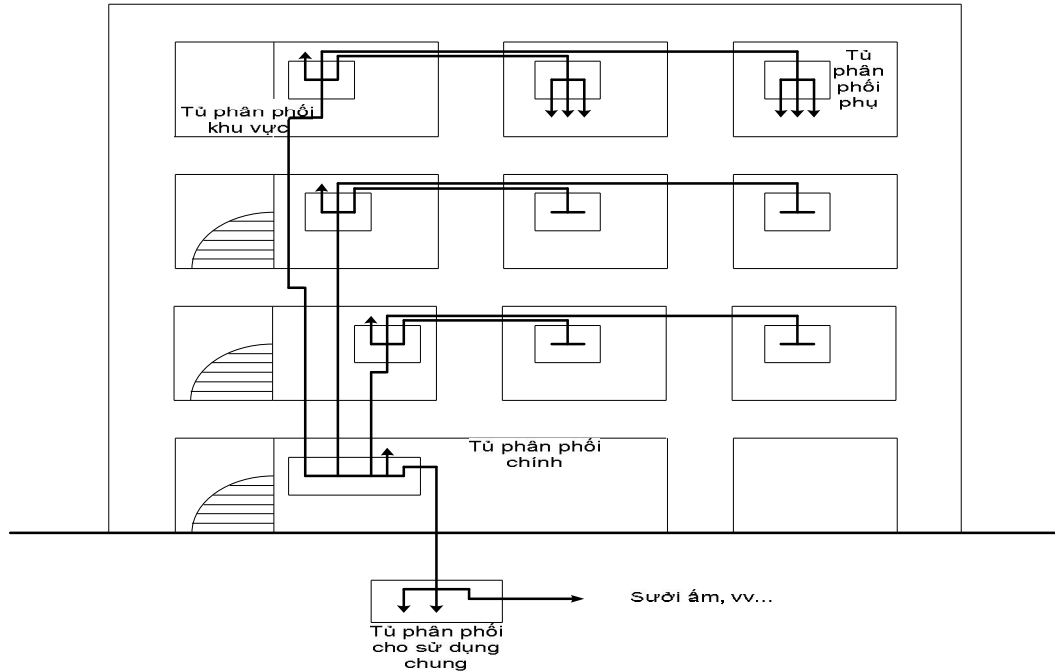 Tủ phân phối
khu vực
Tủ
phân
phối
phụ
Tủ phân phối
chính
Sưởi ấm, vv...
Tủ phân phối
cho sử dụng
chung